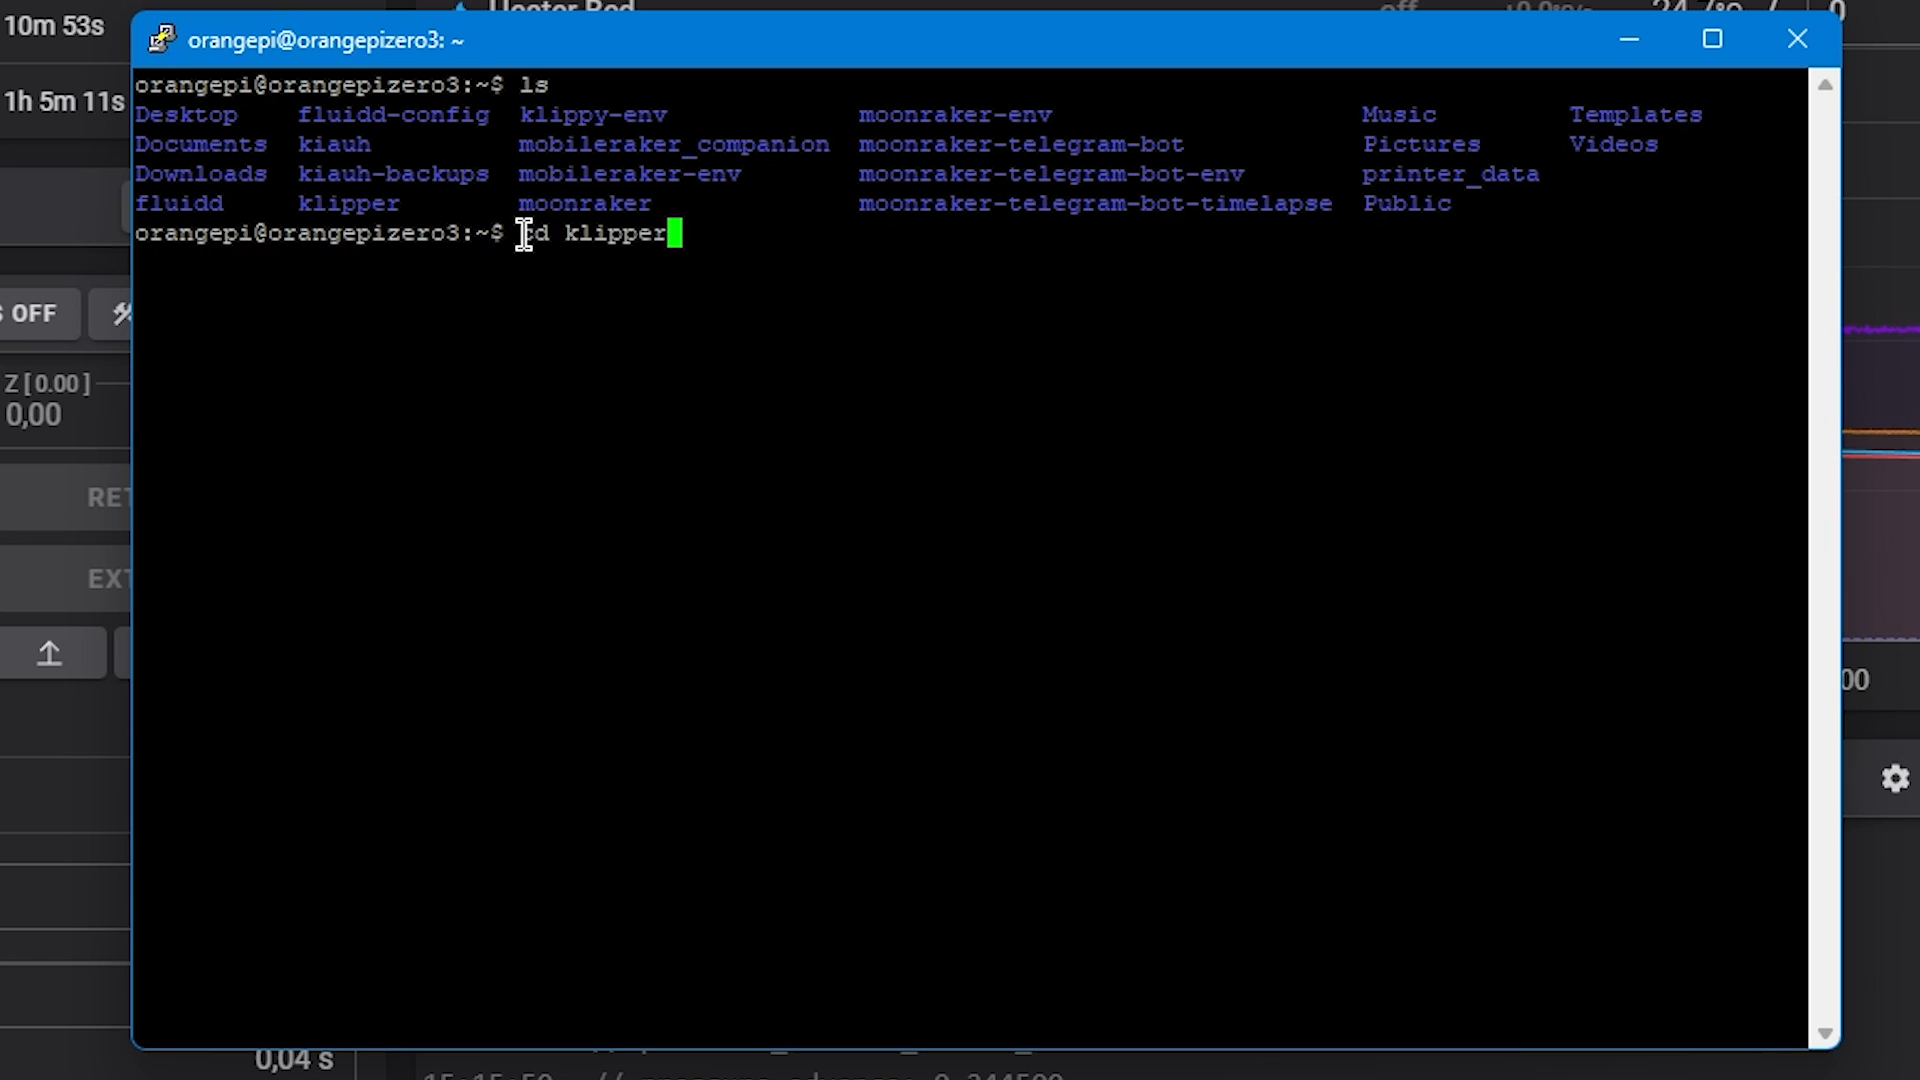 10m 53s
orangepi@orangepizero3: ~
1h 5m 11s
orangepi@orangepizero3:~$ ls
Desktop fluidd-config klippy-env moonraker-env Music Templates
Documents kiauh mobileraker_companion moonraker-telegram-bot Pictures Videos
Downloads kiauh-backups mobileraker-env moonraker-telegram-bot-env printer_data
fluidd klipper moonraker moonraker-telegram-bot-timelapse Public
orangepi@orangepizero3:~$ cd klipper
OFF
Z [ 0.00 ]
0,00
RET
EXT
00
0,04 s